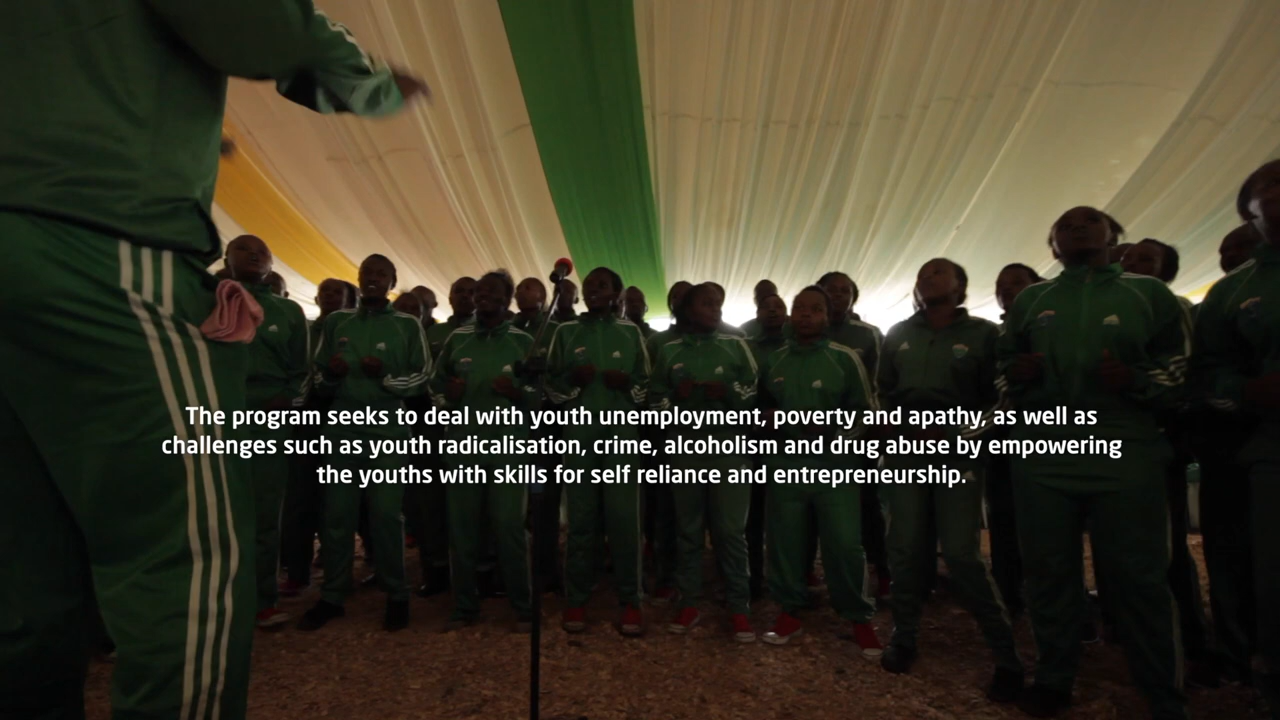 The program seeks to deal with youth unemployment, poverty and apathy, as well as
challenges such as youth radicalisation, crime, alcoholism and drug abuse by empowering
the youths with skills for self reliance and entrepreneurship.